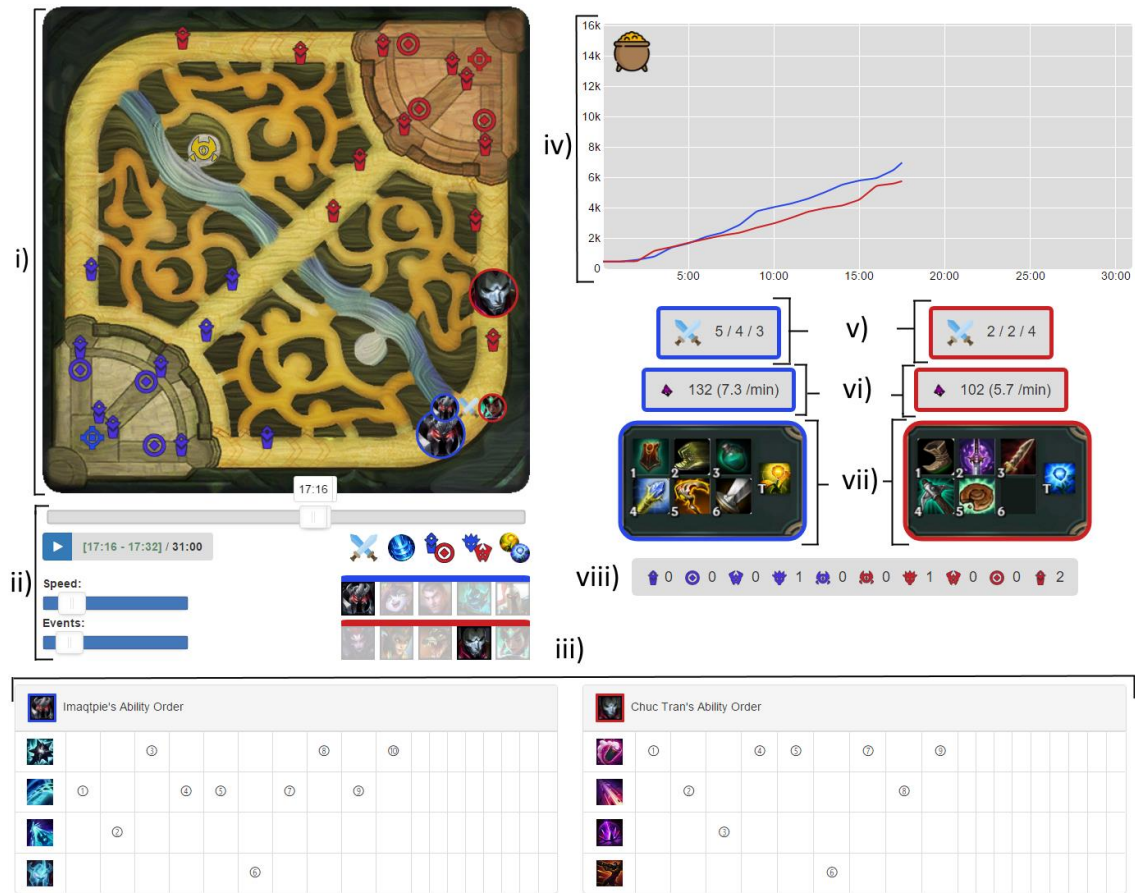 i)
17:16
ii)
[17:16 - 17:32] / 31:00
Speed:
Events:
iii)
iv)
16k
14k
12k
10k
8k
6k
4k
2k
0
5:00 10:00 15:00 20:00 25:00 30:00
5 / 4 / 3
v)
2 / 2 / 4
132 (7.3 /min)
vi)
102 (5.7 /min)
1 2 3 T
4 5 6
vii)
1 2 3 T
4 5 6
viii)
0 0 0 1 0 0 1 0 0 2
Imaqtpie's Ability Order
3 8 10
1 4 5 7 9
2
6
Chuc Tran's Ability Order
1 4 5 7 9
2 8
3
6